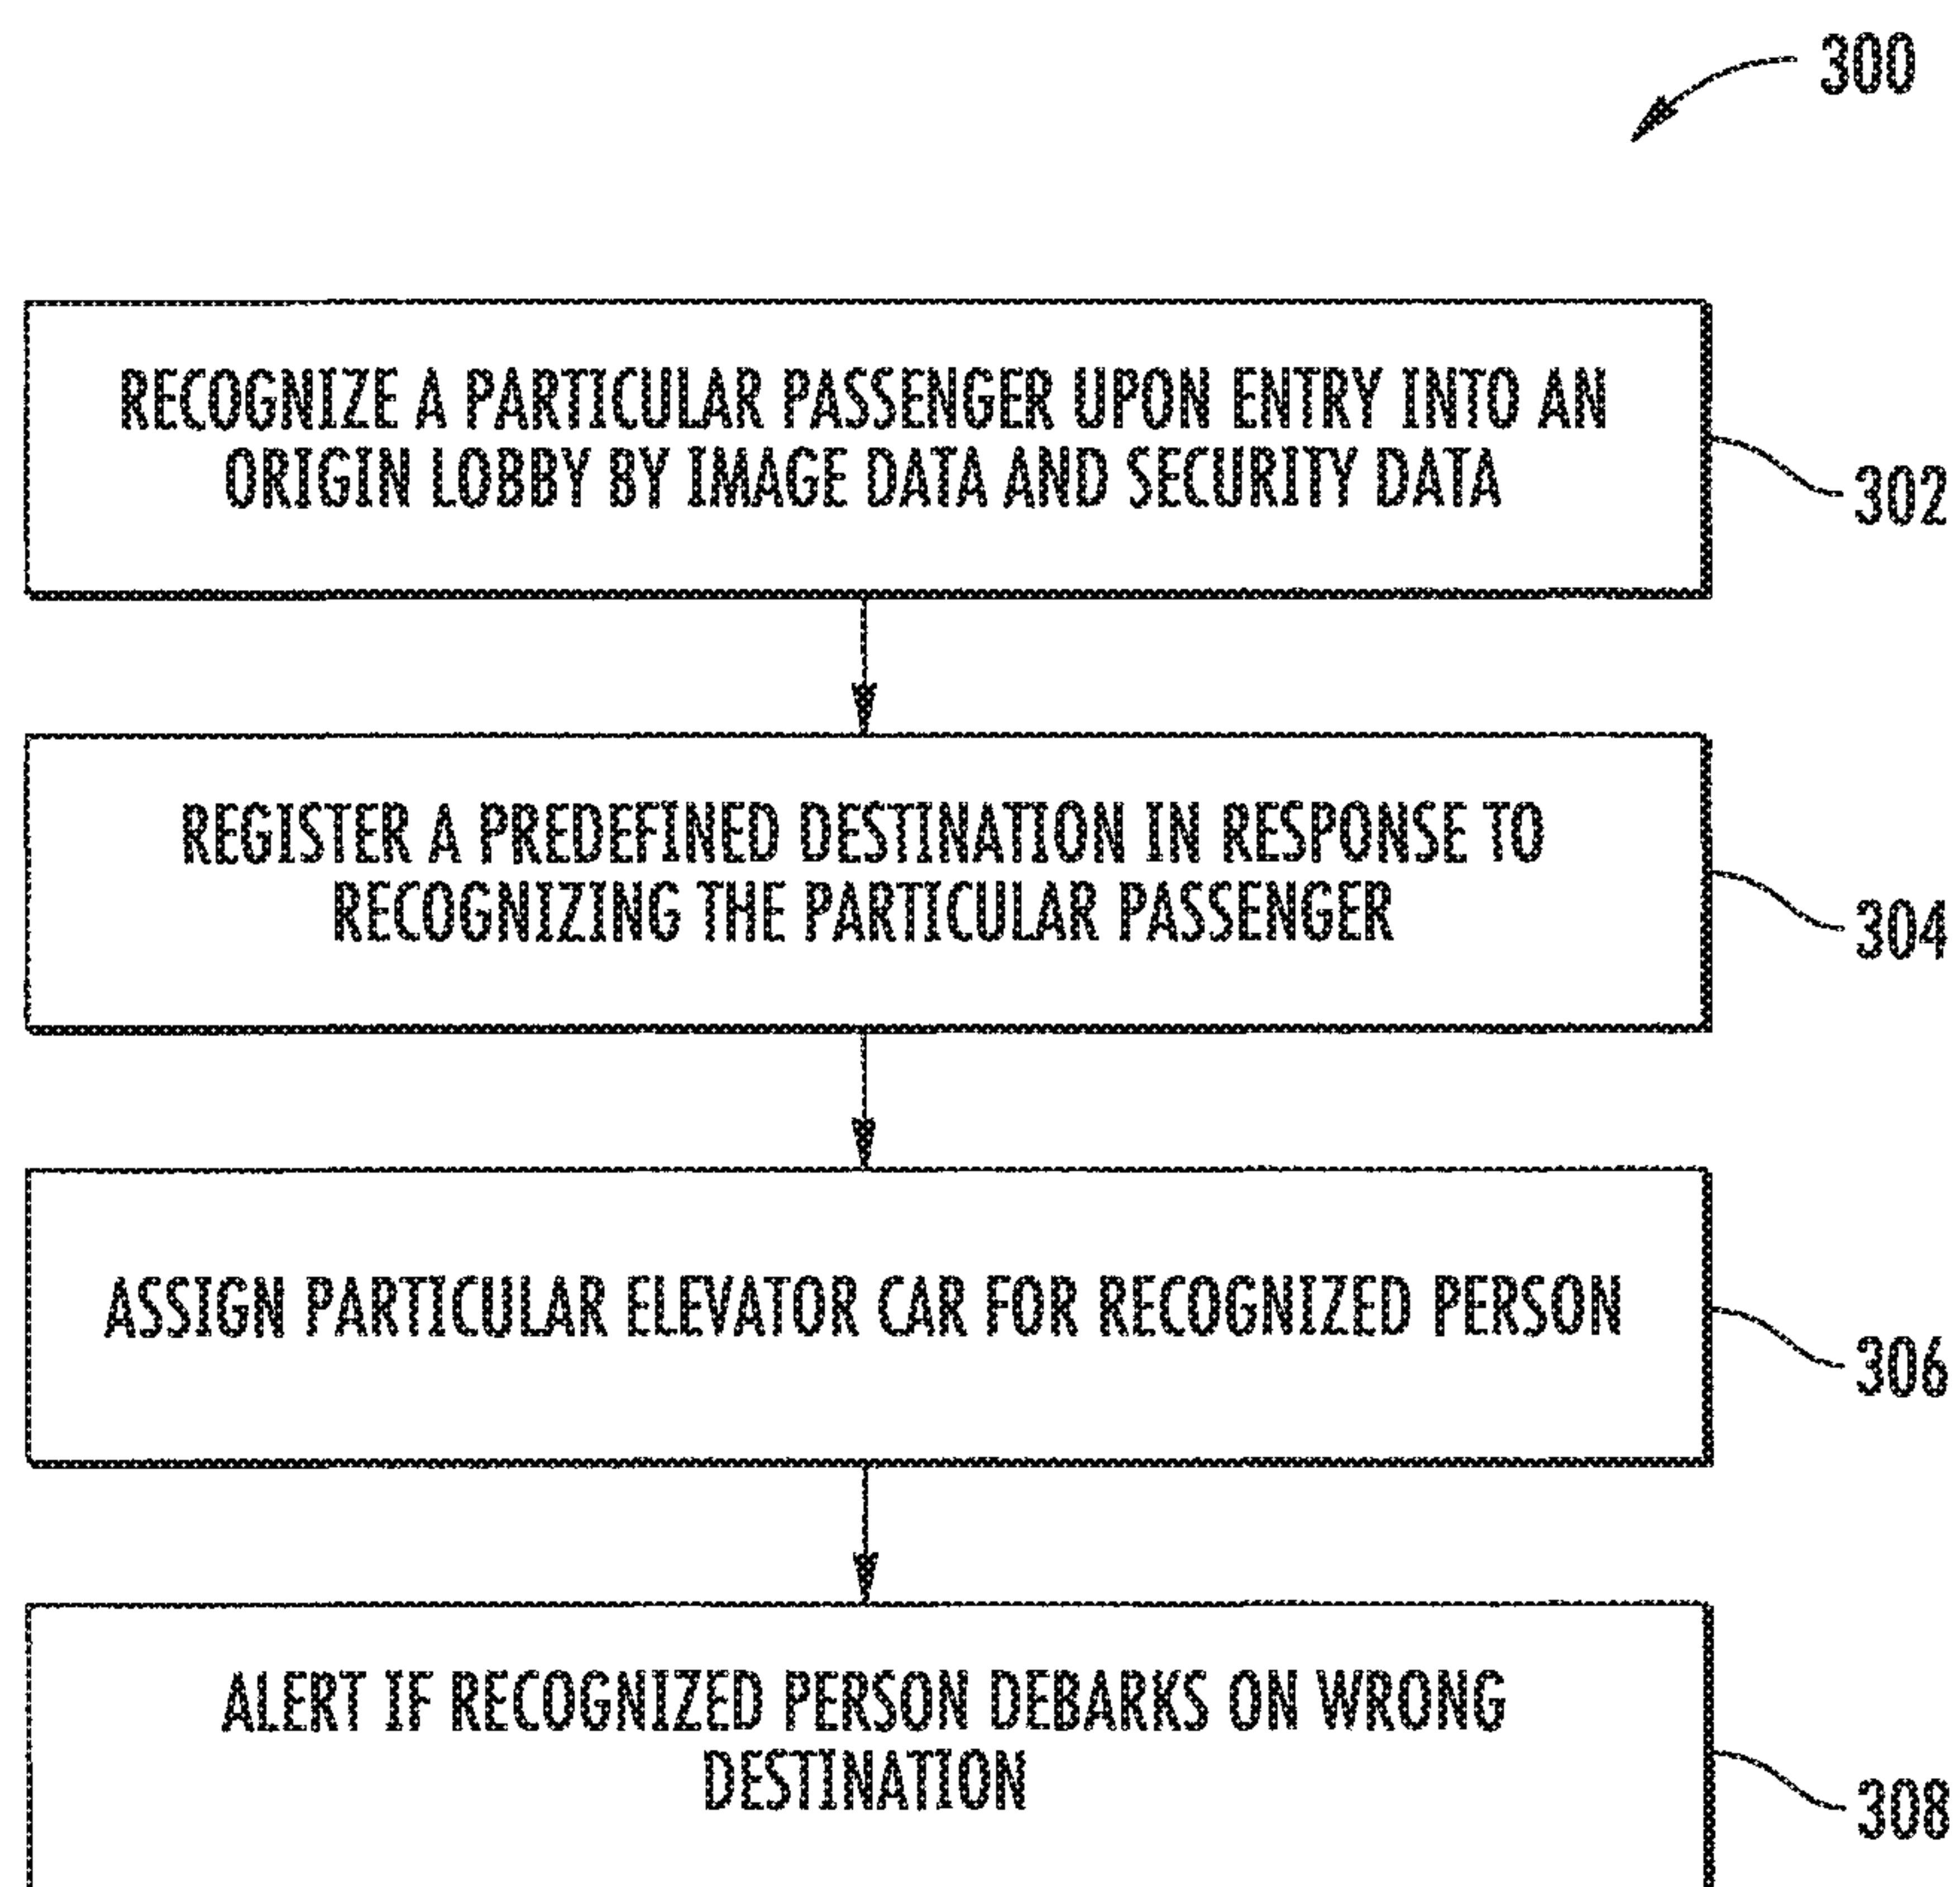 300
RECOGNIZE A PARTICULAR PASSENGER UPON ENTRY INTO AN
ORIGIN LOBBY BY IMAGE DATA AND SECURITY DATA
302
REGISTER A PREDEFINED DESTINATION IN RESPONSE TO
RECOGNIZING THE PARTICULAR PASSENGER
304
ASSIGN PARTICULAR ELEVATOR CAR FOR RECOGNIZED PERSON
306
ALERT IF RECOGNIZED PERSON DEBARKS ON WRONG
DESTINATION
308